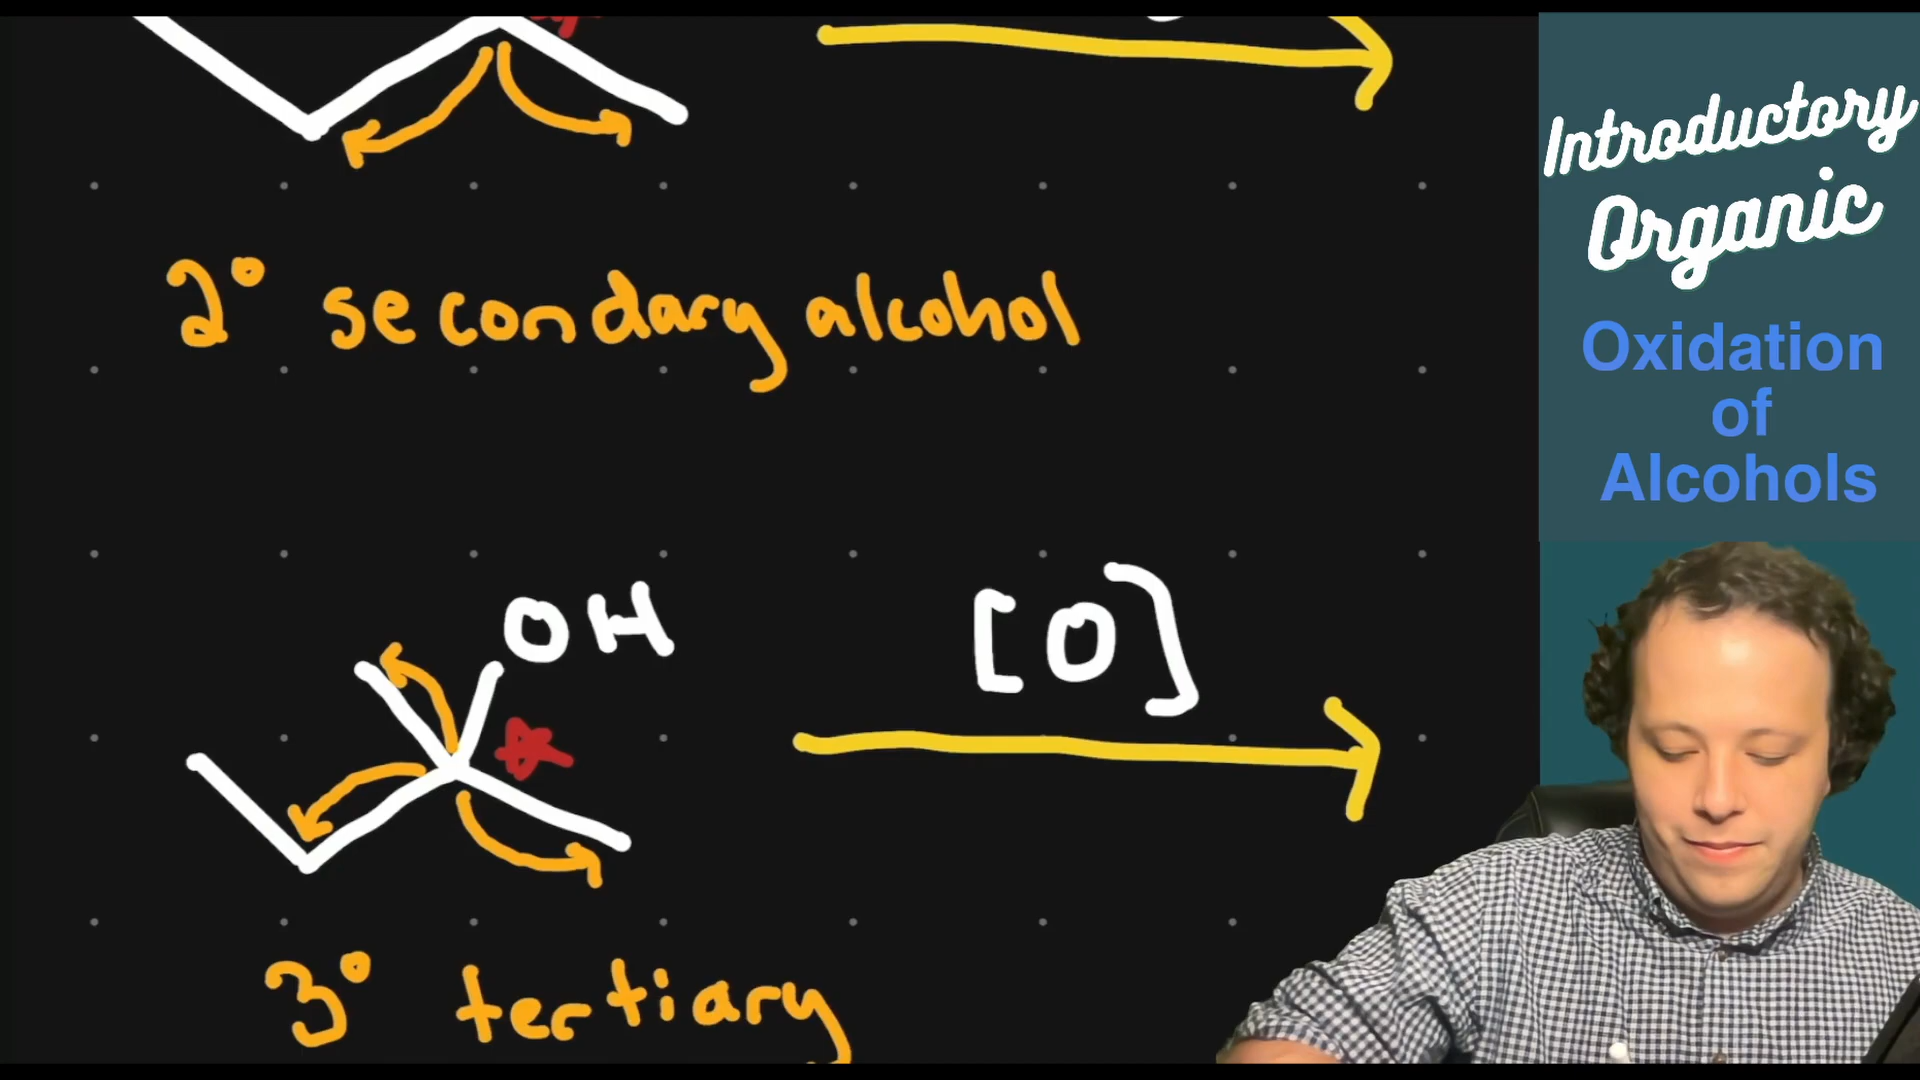 2° secondary alcohol
OH
[O]
3° tertiary
Introductory
Organic
Oxidation
of
Alcohols